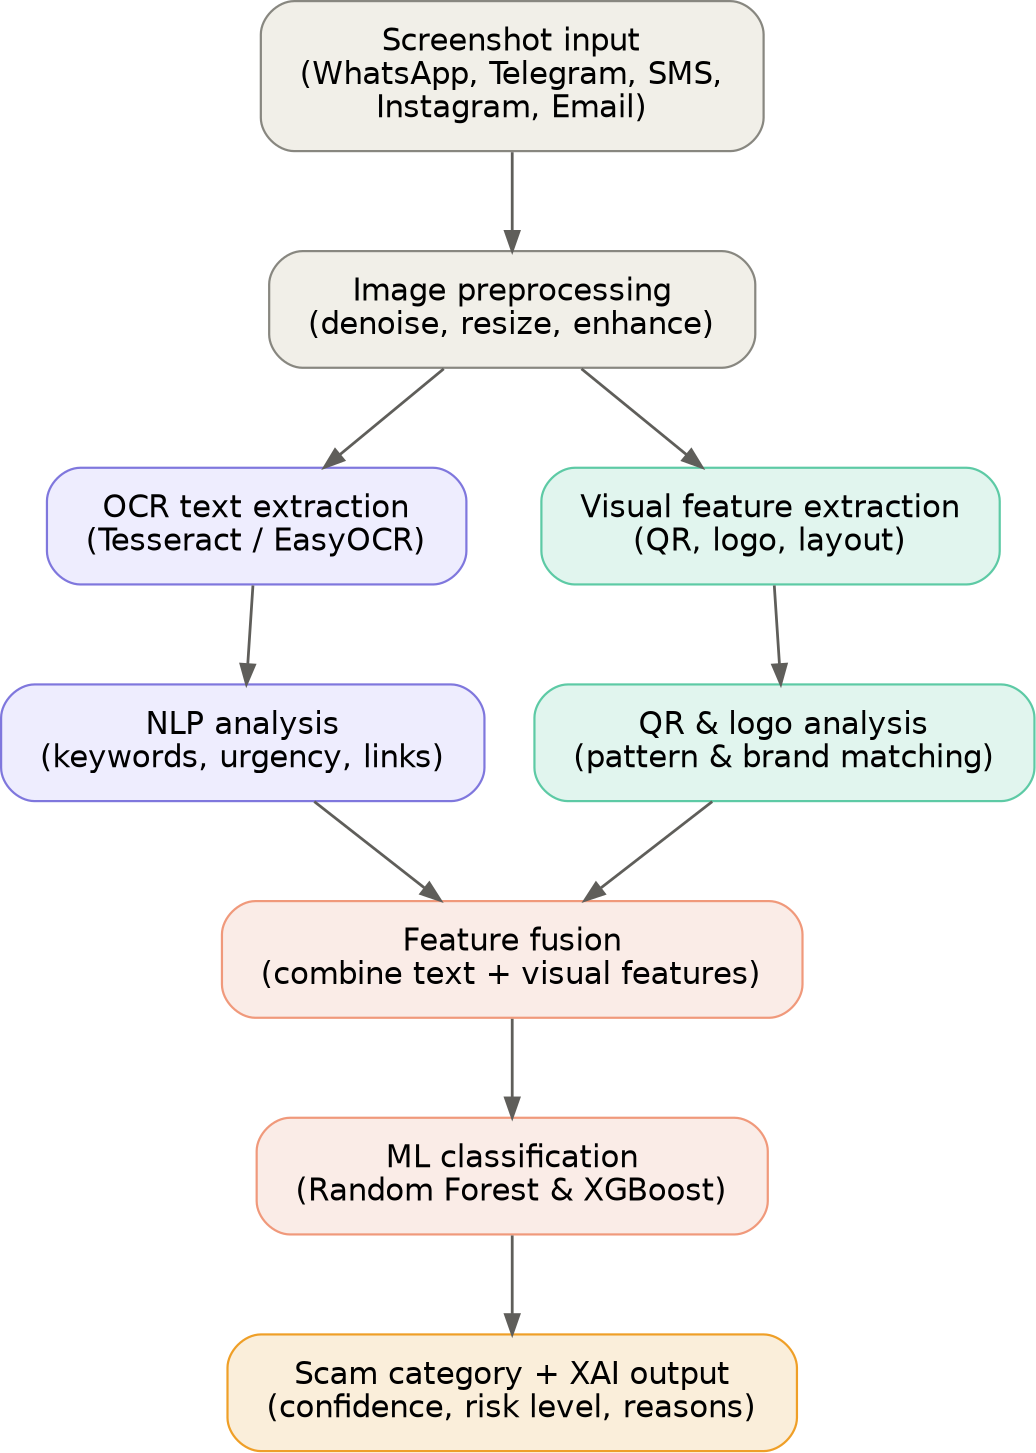 Screenshot input
(WhatsApp, Telegram, SMS,
Instagram, Email)
Image preprocessing
(denoise, resize, enhance)
OCR text extraction
(Tesseract / EasyOCR)
Visual feature extraction
(QR, logo, layout)
NLP analysis
(keywords, urgency, links)
QR & logo analysis
(pattern & brand matching)
Feature fusion
(combine text + visual features)
ML classification
(Random Forest & XGBoost)
Scam category + XAI output
(confidence, risk level, reasons)